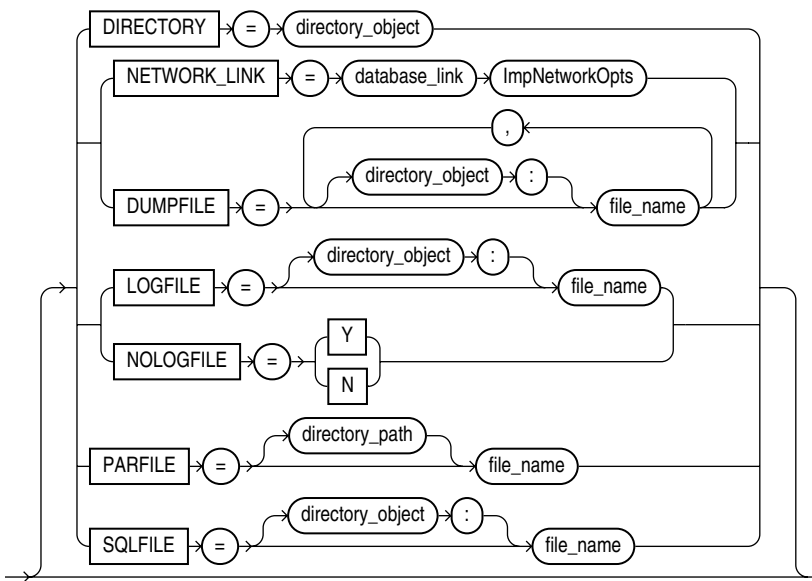 DIRECTORY = directory_object
NETWORK_LINK = database_link ImpNetworkOpts
,
directory_object :
DUMPFILE = file_name
directory_object :
LOGFILE = file_name
Y
NOLOGFILE =
N
directory_path
PARFILE = file_name
directory_object :
SQLFILE = file_name